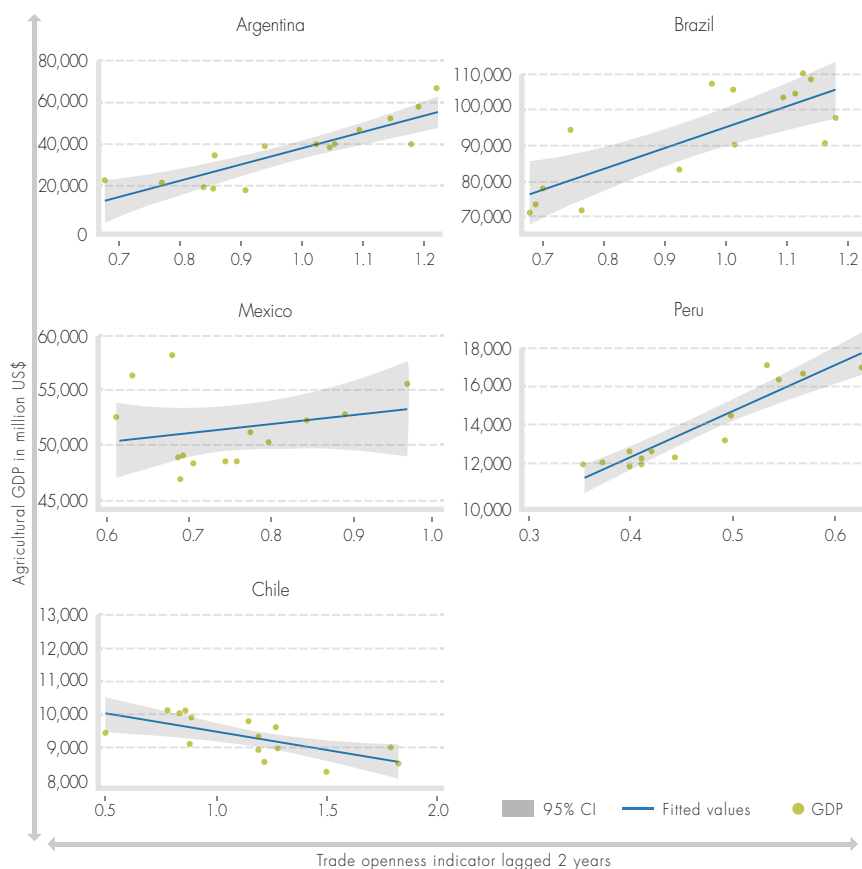 Argentina
80,000
60,000
40,000
20,000
0
0.7 0.8 0.9 1.0 1.1 1.2
Brazil
110,000
100,000
90,000
80,000
70,000
0.7 0.8 0.9 1.0 1.1 1.2
Mexico
60,000
55,000
50,000
45,000
0.6 0.7 0.8 0.9 1.0
Peru
18,000
16,000
14,000
12,000
10,000
0.3 0.4 0.5 0.6
Chile
13,000
12,000
11,000
10,000
9,000
8,000
0.5 1.0 1.5 2.0
Agricultural GDP in million US$
95% CI Fitted values GDP
Trade openness indicator lagged 2 years